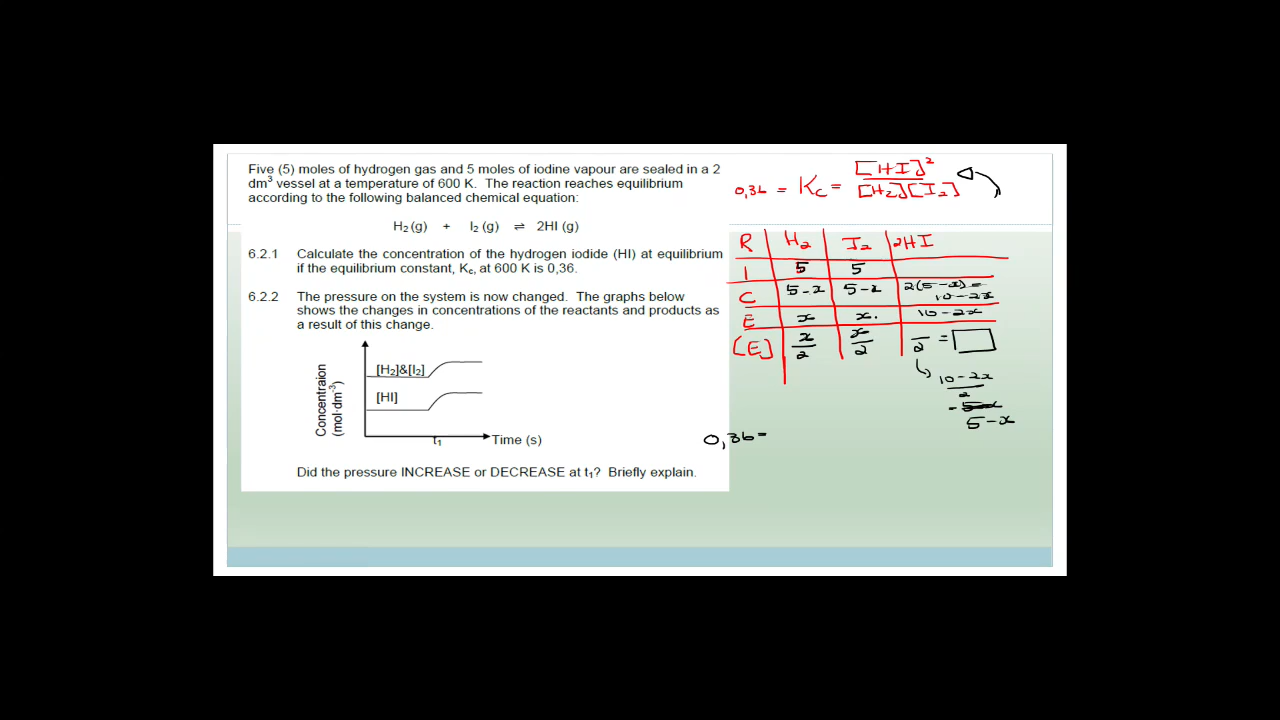 Five (5) moles of hydrogen gas and 5 moles of iodine vapour are sealed in a 2
dm³ vessel at a temperature of 600 K. The reaction reaches equilibrium
according to the following balanced chemical equation:
H₂(g) + I₂(g) ⇌ 2HI (g)
6.2.1 Calculate the concentration of the hydrogen iodide (HI) at equilibrium
if the equilibrium constant, Kc, at 600 K is 0,36.
6.2.2 The pressure on the system is now changed. The graphs below
shows the changes in concentrations of the reactants and products as
a result of this change.
Concentraion
(mol·dm⁻³)
[H₂]&[I₂]
[HI]
t₁
Time (s)
Did the pressure INCREASE or DECREASE at t₁? Briefly explain.
0,36 = Kc = [HI]² / [H₂][I₂]
R H₂ I₂ 2HI
I 5 5
C 5-x 5-x 2(5-x) =
10-2x
E x x. 10-2x
[E] x/2 x/2 /2 =
10-2x
2
= 5-x
5-x
0,36 =